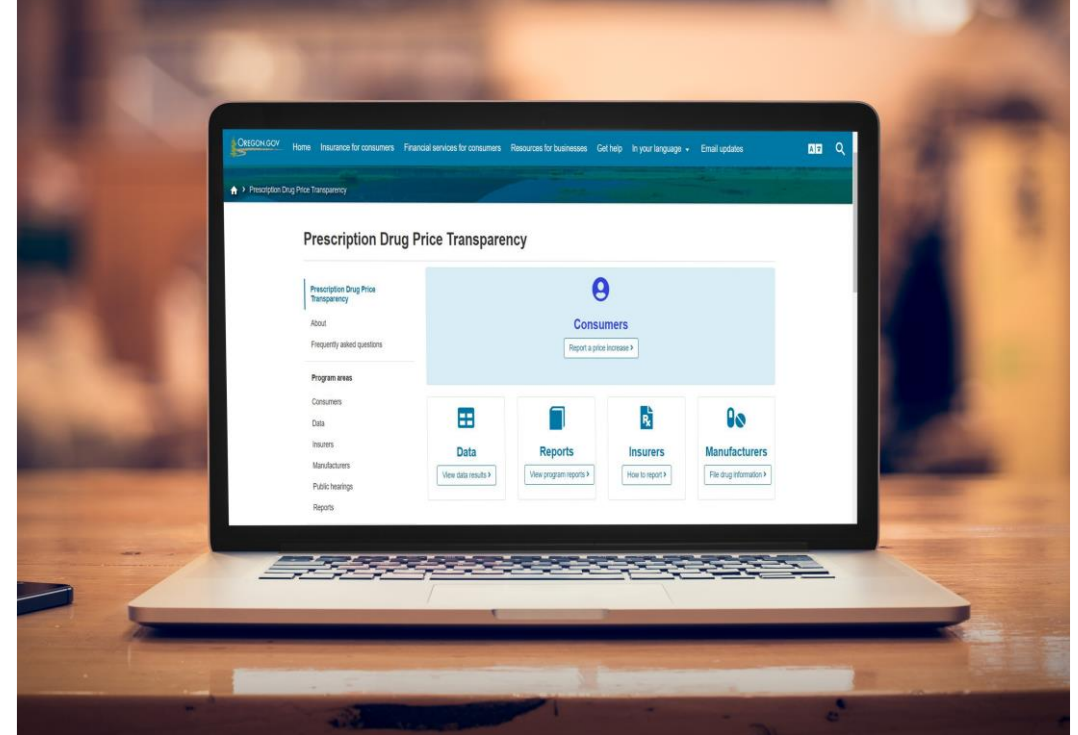 OREGON.GOV Home Insurance for consumers Financial services for consumers Resources for businesses Get help In your language Email updates
Prescription Drug Price Transparency
Prescription Drug Price Transparency
Prescription Drug Price
Transparency
About
Frequently asked questions
Program areas
Consumers
Data
Insurers
Manufacturers
Public hearings
Reports
Consumers
Report a price increase >
Data
View data results >
Reports
View program reports >
Rx
Insurers
How to report >
Manufacturers
File drug information >